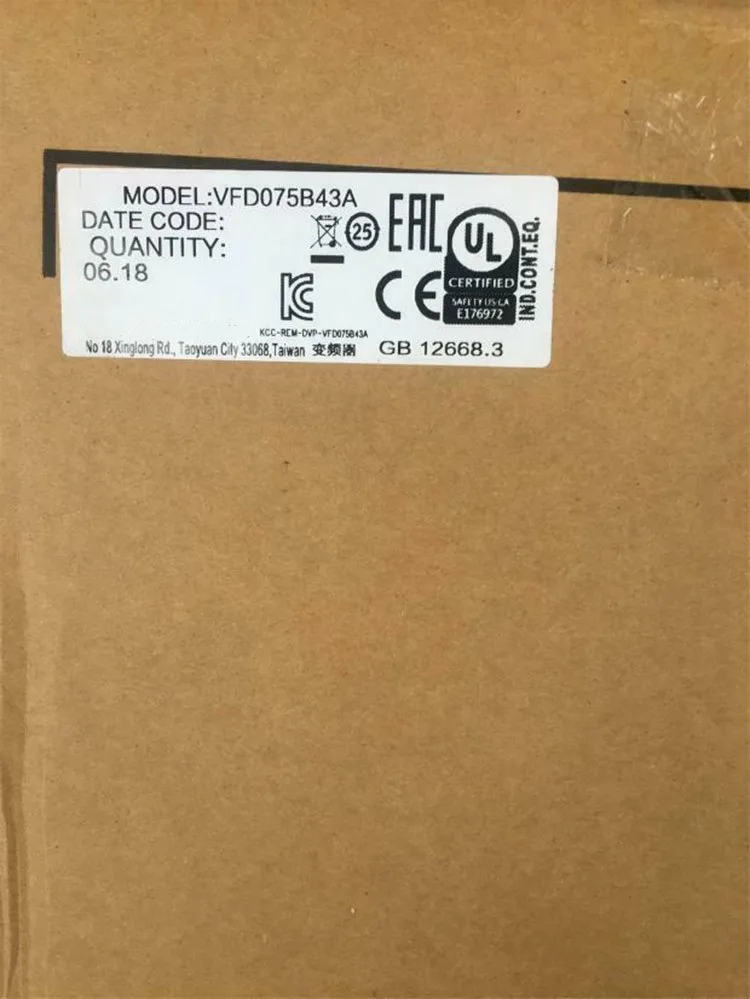 MODEL:VFD075B43A
DATE CODE:
QUANTITY:
06.18
25
EAC
UL
CERTIFIED
SAFETY US CA
E176972
IND.CONT.EQ.
CE
KC
KCC-REM-DVP-VFD075B43A
No 18 Xinglong Rd., Taoyuan City 33068,Taiwan 变频器 GB 12668.3